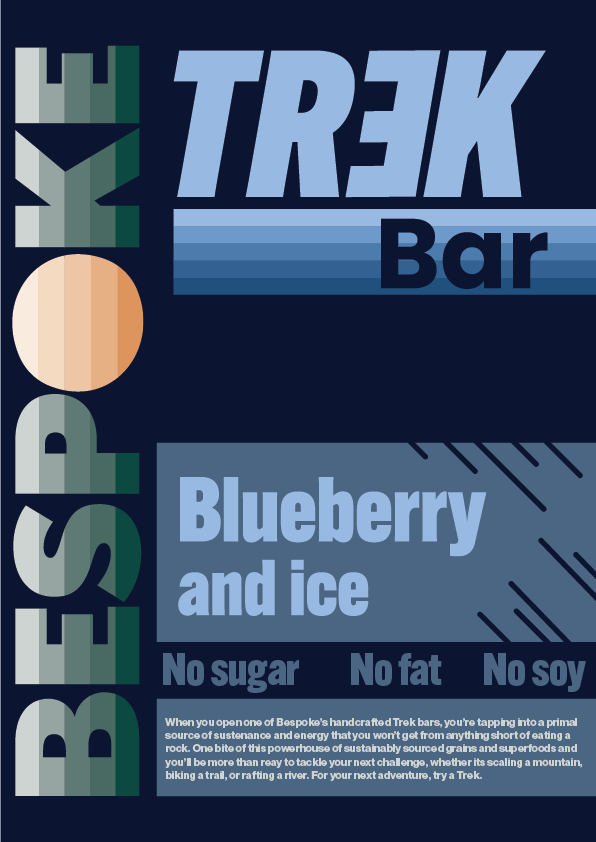 BESPOKE
TREK
Bar
Blueberry
and ice
No sugar No fat No soy
When you open one of Bespoke's handcrafted Trek bars, you're tapping into a primal
source of sustenance and energy that you won't get from anything short of eating a
rock. One bite of this powerhouse of sustainably sourced grains and superfoods and
you'll be more than reay to tackle your next challenge, whether its scaling a mountain,
biking a trail, or rafting a river. For your next adventure, try a Trek.